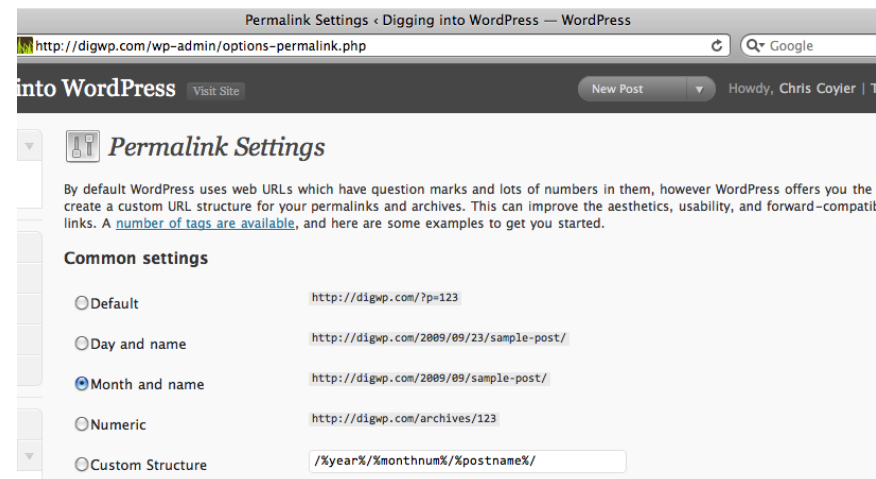 Permalink Settings ‹ Digging into WordPress — WordPress
http://digwp.com/wp-admin/options-permalink.php
Google
into WordPress Visit Site New Post Howdy, Chris Coyier |
Permalink Settings
By default WordPress uses web URLs which have question marks and lots of numbers in them, however WordPress offers you the
create a custom URL structure for your permalinks and archives. This can improve the aesthetics, usability, and forward-compatib
links. A number of tags are available, and here are some examples to get you started.
Common settings
Default http://digwp.com/?p=123
Day and name http://digwp.com/2009/09/23/sample-post/
Month and name http://digwp.com/2009/09/sample-post/
Numeric http://digwp.com/archives/123
Custom Structure /%year%/%monthnum%/%postname%/